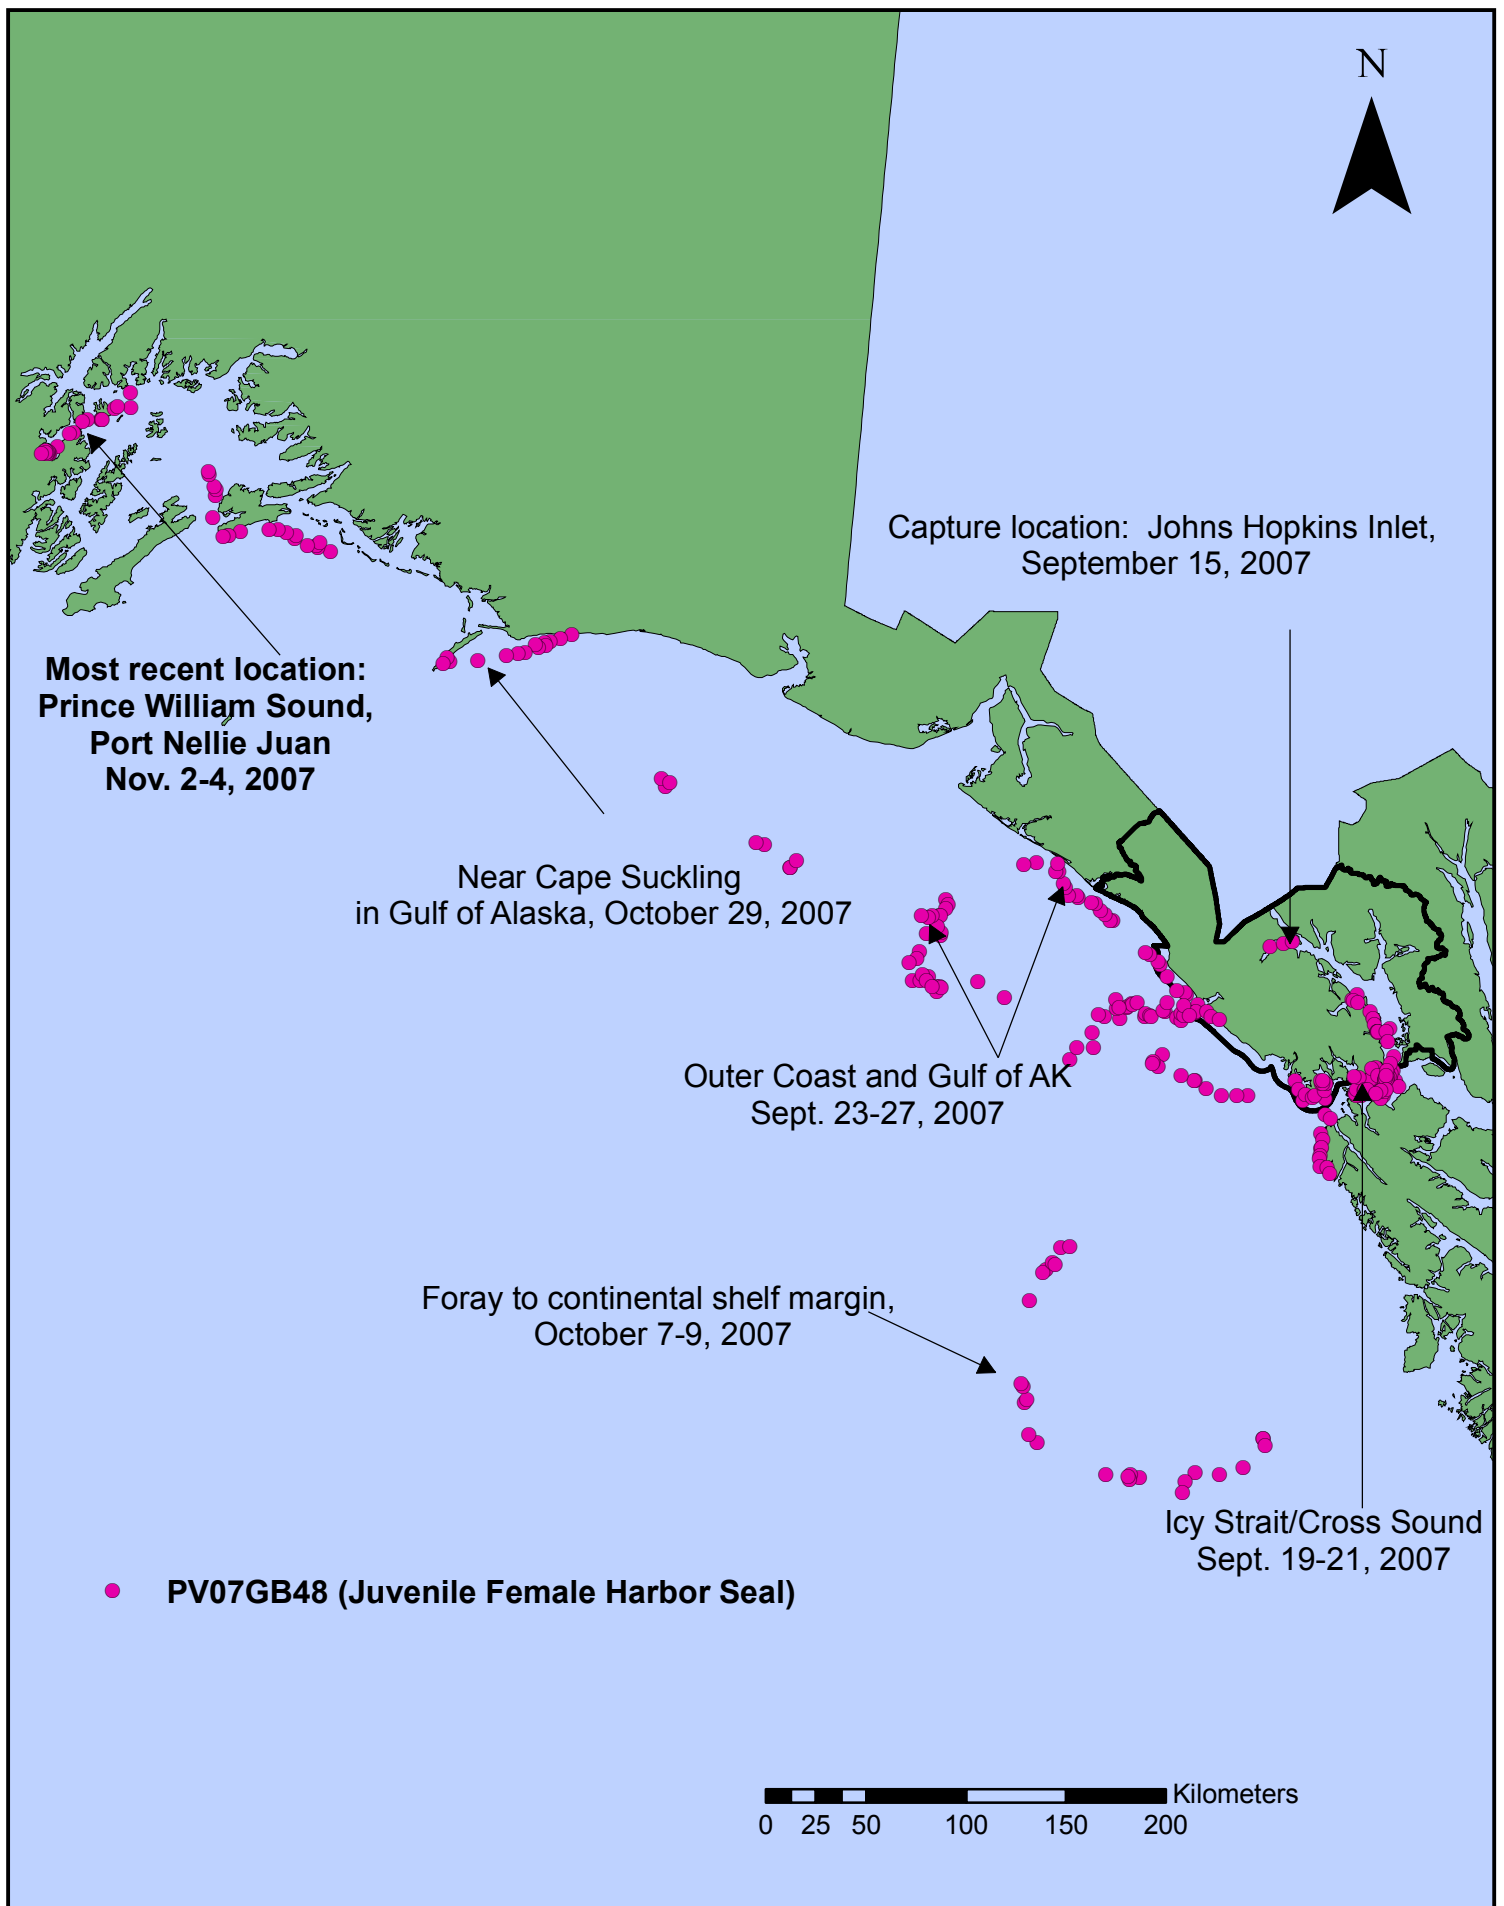 N
Capture location: Johns Hopkins Inlet,
September 15, 2007
Most recent location:
Prince William Sound,
Port Nellie Juan
Nov. 2-4, 2007
Near Cape Suckling
in Gulf of Alaska, October 29, 2007
Outer Coast and Gulf of AK
Sept. 23-27, 2007
Foray to continental shelf margin,
October 7-9, 2007
Icy Strait/Cross Sound
Sept. 19-21, 2007
PV07GB48 (Juvenile Female Harbor Seal)
Kilometers
0 25 50 100 150 200